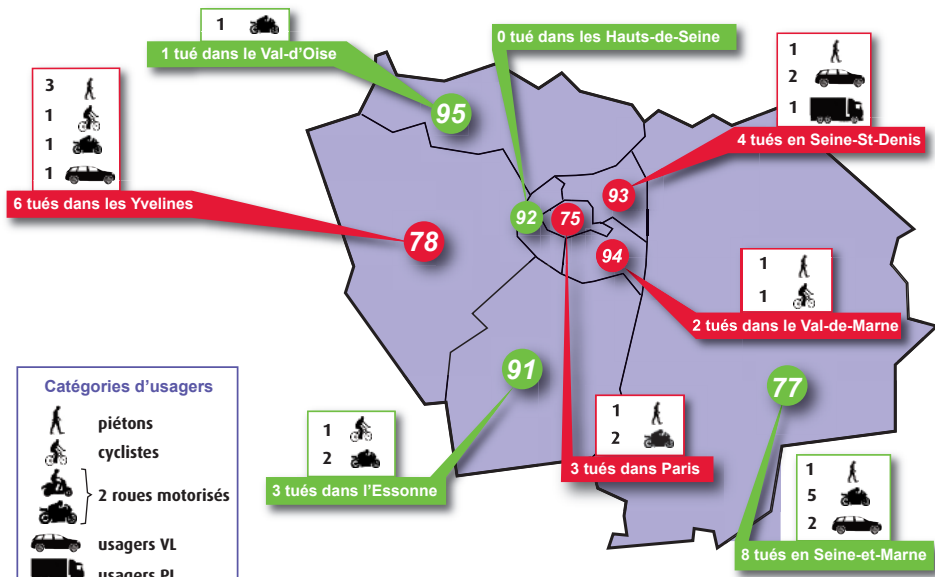 1
1 tué dans le Val-d'Oise
0 tué dans les Hauts-de-Seine
1
2
1
4 tués en Seine-St-Denis
3
1
1
1
6 tués dans les Yvelines
95
93
92
75
78
94
1
1
2 tués dans le Val-de-Marne
91
77
1
2
3 tués dans l'Essonne
1
2
3 tués dans Paris
1
5
2
8 tués en Seine-et-Marne
Catégories d'usagers
piétons
cyclistes
2 roues motorisés
usagers VL
usagers PL